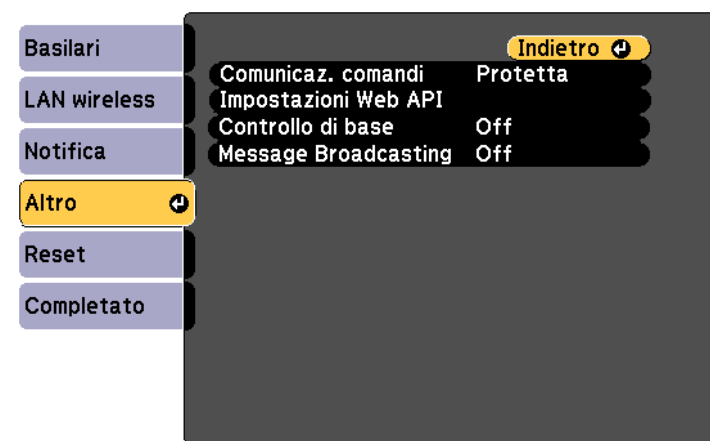 Basilari
LAN wireless
Notifica
Altro
Reset
Completato
Indietro
Comunicaz. comandi Protetta
Impostazioni Web API
Controllo di base Off
Message Broadcasting Off